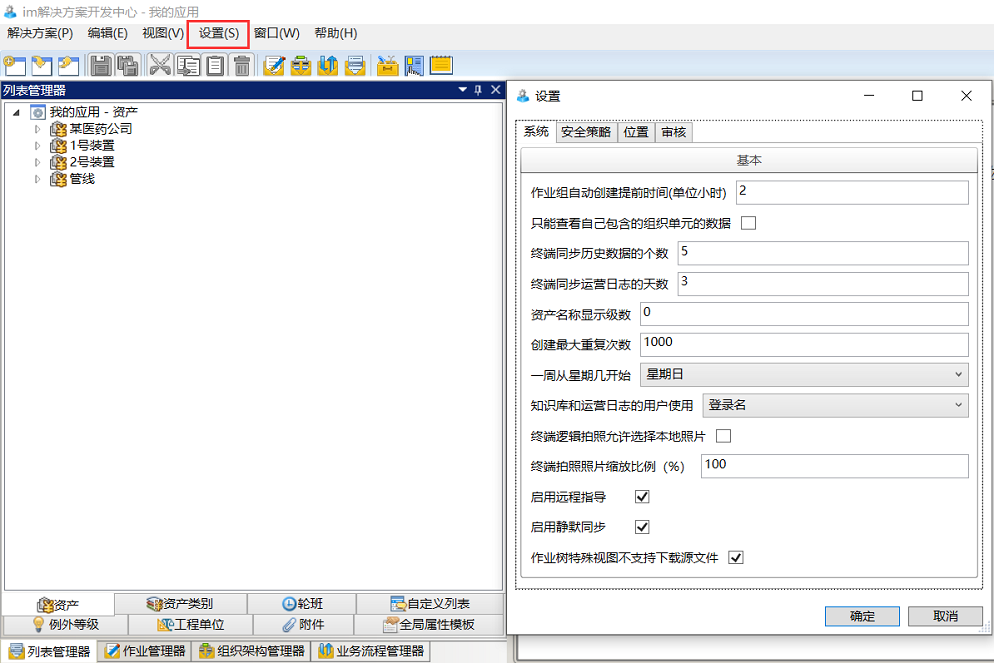 im解决方案开发中心 - 我的应用
解决方案(P) 编辑(E) 视图(V) 设置(S) 窗口(W) 帮助(H)
列表管理器
我的应用 - 资产
某医药公司
1号装置
2号装置
管线
资产 资产类别 轮班 自定义列表
例外等级 工程单位 附件 全局属性模板
列表管理器 作业管理器 组织架构管理器 业务流程管理器
设置
系统 安全策略 位置 审核
基本
作业组自动创建提前时间(单位小时) 2
只能查看自己包含的组织单元的数据
终端同步历史数据的个数 5
终端同步运营日志的天数 3
资产名称显示级数 0
创建最大重复次数 1000
一周从星期几开始 星期日
知识库和运营日志的用户使用 登录名
终端逻辑拍照允许选择本地照片
终端拍照照片缩放比例（%） 100
启用远程指导
启用静默同步
作业树特殊视图不支持下载源文件
确定 取消